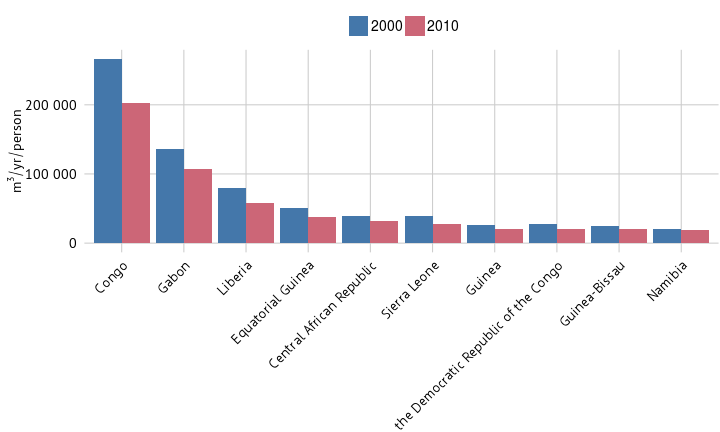 2000 2010
m³/yr/person
200 000
100 000
0
Congo
Gabon
Liberia
Equatorial Guinea
Central African Republic
Sierra Leone
Guinea
the Democratic Republic of the Congo
Guinea-Bissau
Namibia